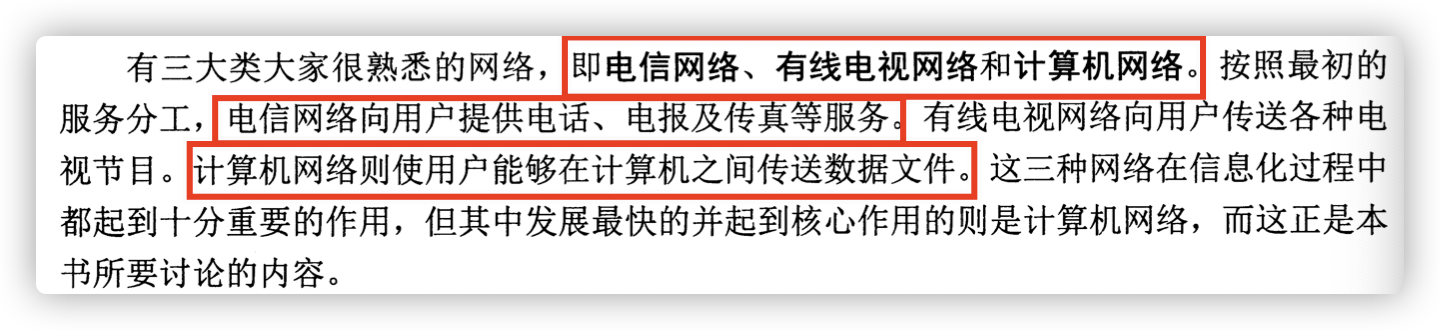 有三大类大家很熟悉的网络，即电信网络、有线电视网络和计算机网络。按照最初的
服务分工，电信网络向用户提供电话、电报及传真等服务。有线电视网络向用户传送各种电
视节目。计算机网络则使用户能够在计算机之间传送数据文件。这三种网络在信息化过程中
都起到十分重要的作用，但其中发展最快的并起到核心作用的则是计算机网络，而这正是本
书所要讨论的内容。